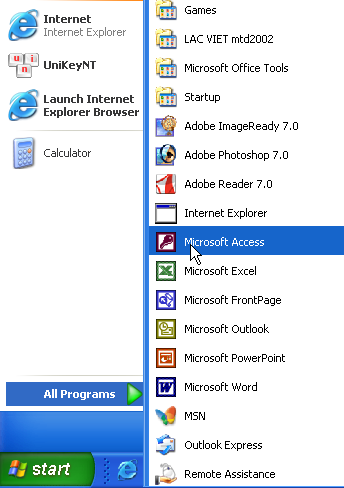 Internet
Internet Explorer
UniKeyNT
Launch Internet
Explorer Browser
Calculator
All Programs
start
Games
LAC VIET mtd2002
Microsoft Office Tools
Startup
Adobe ImageReady 7.0
Adobe Photoshop 7.0
Adobe Reader 7.0
Internet Explorer
Microsoft Access
Microsoft Excel
Microsoft FrontPage
Microsoft Outlook
Microsoft PowerPoint
Microsoft Word
MSN
Outlook Express
Remote Assistance